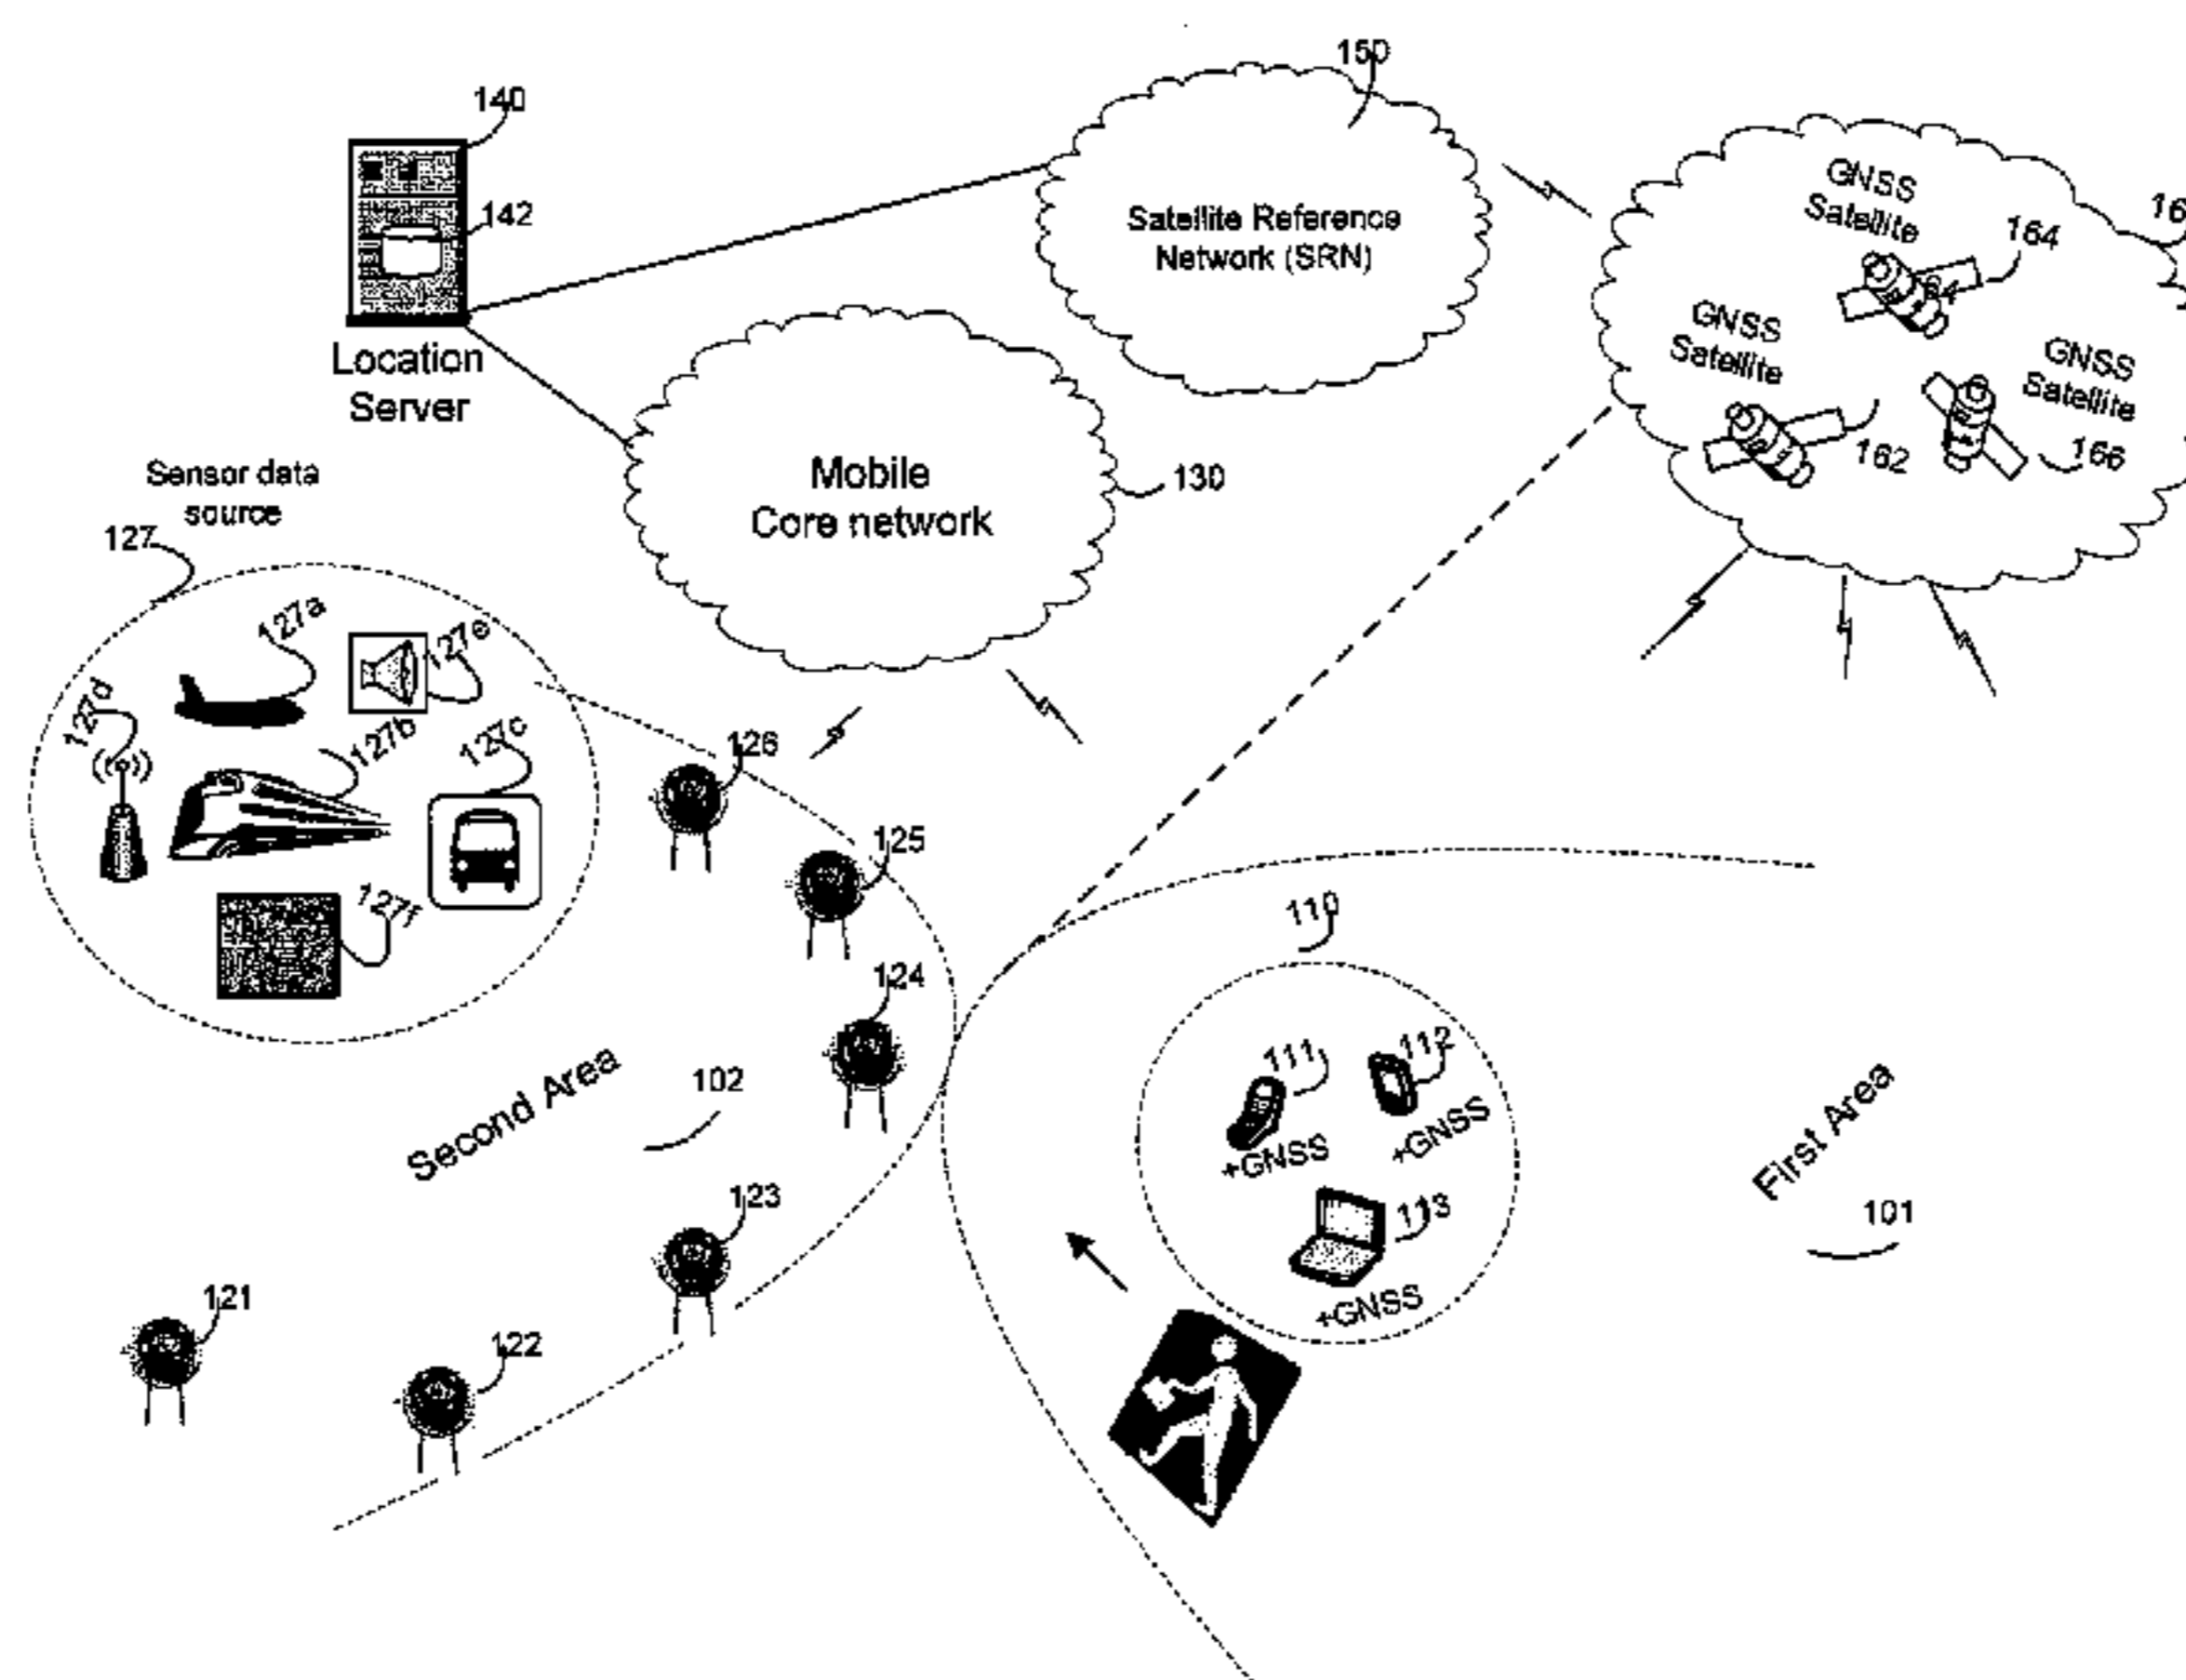 150
140
142
Satellite Reference
Network (SRN)
GNSS
Satellite
164
GNSS
Satellite
162
GNSS
Satellite
166
Location
Server
Mobile
Core network
130
Sensor data
source
127
127a
127e
127d
127b
127c
127f
126
125
124
123
122
121
Second Area
102
110
111
+GNSS
112
+GNSS
113
+GNSS
First Area
101